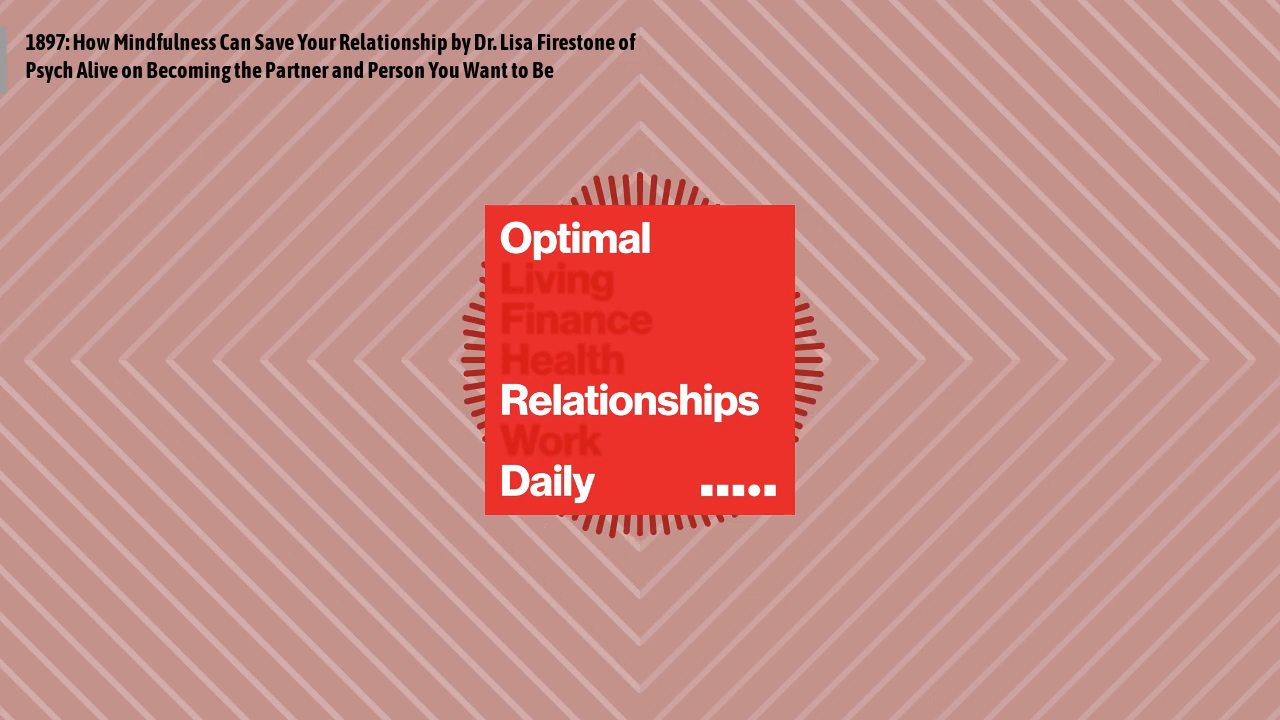 1897: How Mindfulness Can Save Your Relationship by Dr. Lisa Firestone of
Psych Alive on Becoming the Partner and Person You Want to Be
Optimal
Living
Finance
Health
Relationships
Work
Daily